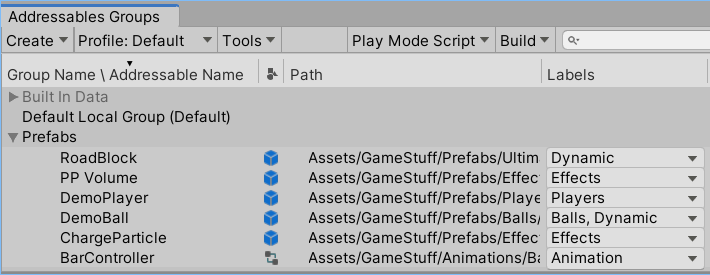 Addressables Groups
Create Profile: Default Tools Play Mode Script Build
Group Name \ Addressable Name Path Labels
Built In Data
Default Local Group (Default)
Prefabs
RoadBlock Assets/GameStuff/Prefabs/Ultim Dynamic
PP Volume Assets/GameStuff/Prefabs/Effec Effects
DemoPlayer Assets/GameStuff/Prefabs/Playe Players
DemoBall Assets/GameStuff/Prefabs/Balls/ Balls, Dynamic
ChargeParticle Assets/GameStuff/Prefabs/Effec Effects
BarController Assets/GameStuff/Animations/Ba Animation